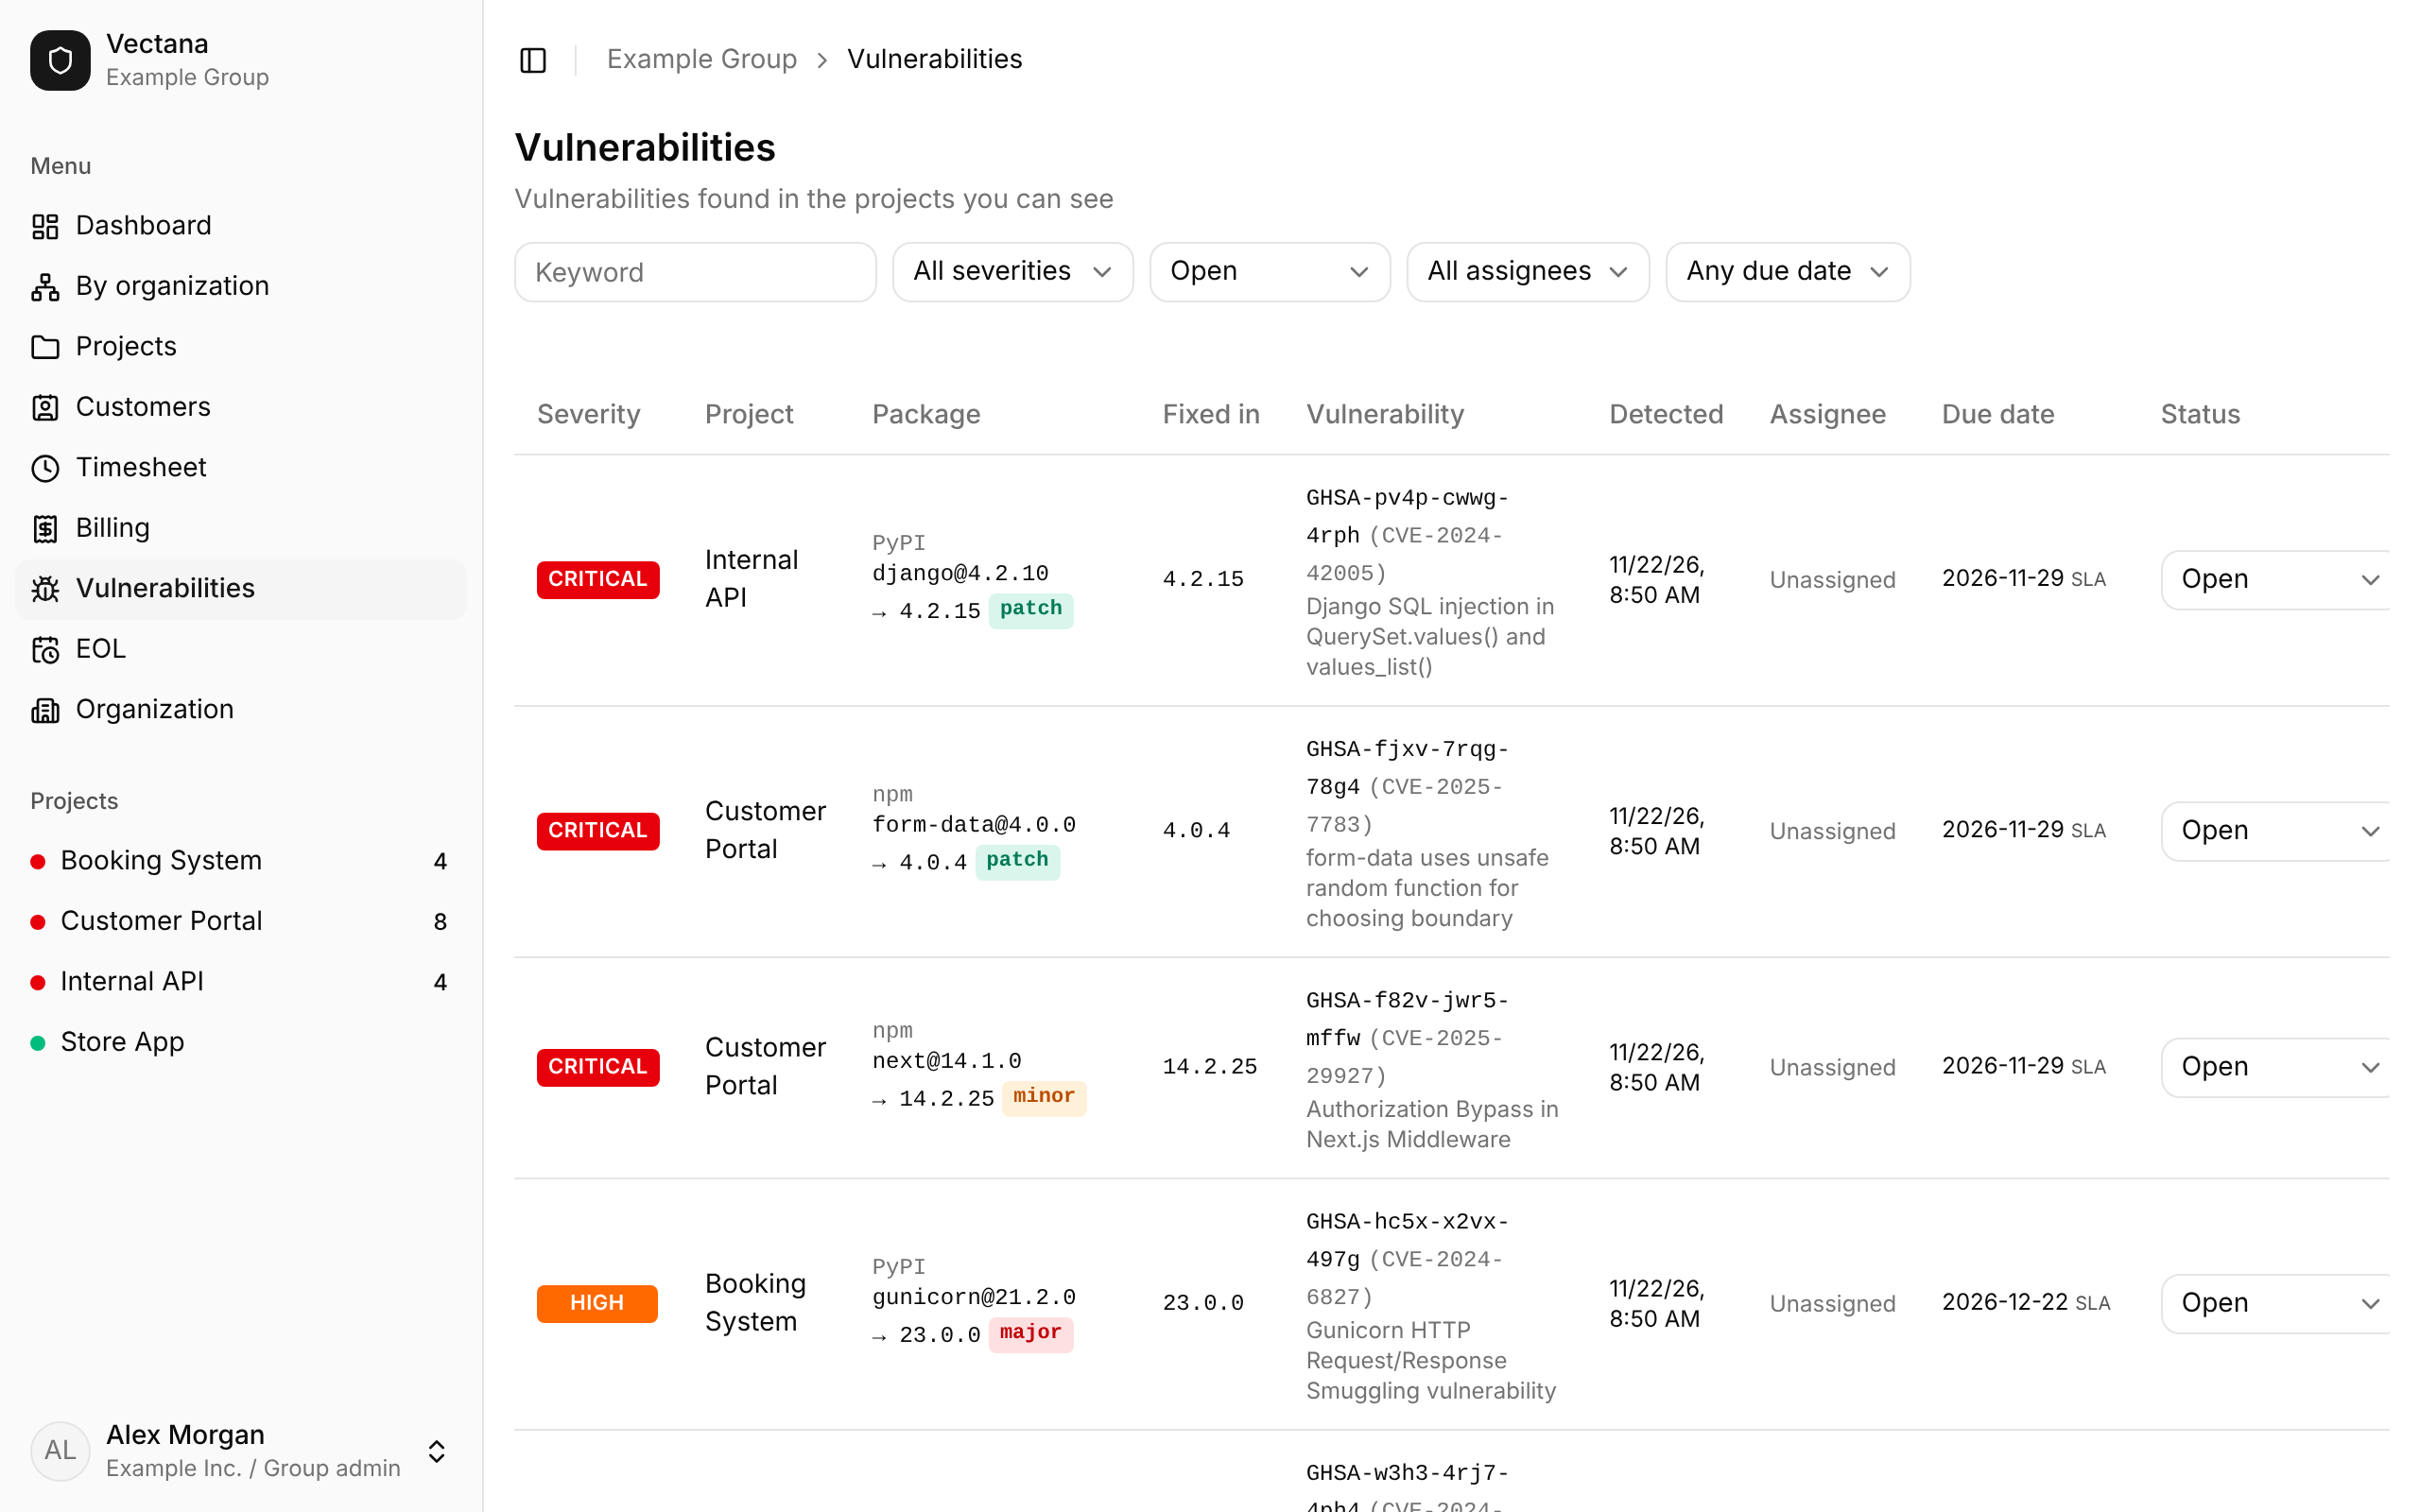 Vectana
Example Group
Menu
Dashboard
By organization
Projects
Customers
Timesheet
Billing
Vulnerabilities
EOL
Organization
Projects
Booking System 4
Customer Portal 8
Internal API 4
Store App
AL
Alex Morgan
Example Inc. / Group admin
Example Group > Vulnerabilities
Vulnerabilities
Vulnerabilities found in the projects you can see
Keyword
All severities
Open
All assignees
Any due date
Severity Project Package Fixed in Vulnerability Detected Assignee Due date Status
CRITICAL
Internal
API
PyPI
django@4.2.10
→ 4.2.15 patch
4.2.15
GHSA-pv4p-cwwg-
4rph (CVE-2024-
42005)
Django SQL injection in
QuerySet.values() and
values_list()
11/22/26,
8:50 AM
Unassigned
2026-11-29 SLA
Open
CRITICAL
Customer
Portal
npm
form-data@4.0.0
→ 4.0.4 patch
4.0.4
GHSA-fjxv-7rqg-
78g4 (CVE-2025-
7783)
form-data uses unsafe
random function for
choosing boundary
11/22/26,
8:50 AM
Unassigned
2026-11-29 SLA
Open
CRITICAL
Customer
Portal
npm
next@14.1.0
→ 14.2.25 minor
14.2.25
GHSA-f82v-jwr5-
mffw (CVE-2025-
29927)
Authorization Bypass in
Next.js Middleware
11/22/26,
8:50 AM
Unassigned
2026-11-29 SLA
Open
HIGH
Booking
System
PyPI
gunicorn@21.2.0
→ 23.0.0 major
23.0.0
GHSA-hc5x-x2vx-
497g (CVE-2024-
6827)
Gunicorn HTTP
Request/Response
Smuggling vulnerability
11/22/26,
8:50 AM
Unassigned
2026-12-22 SLA
Open
GHSA-w3h3-4rj7-
4ph4 (CVE-2024-